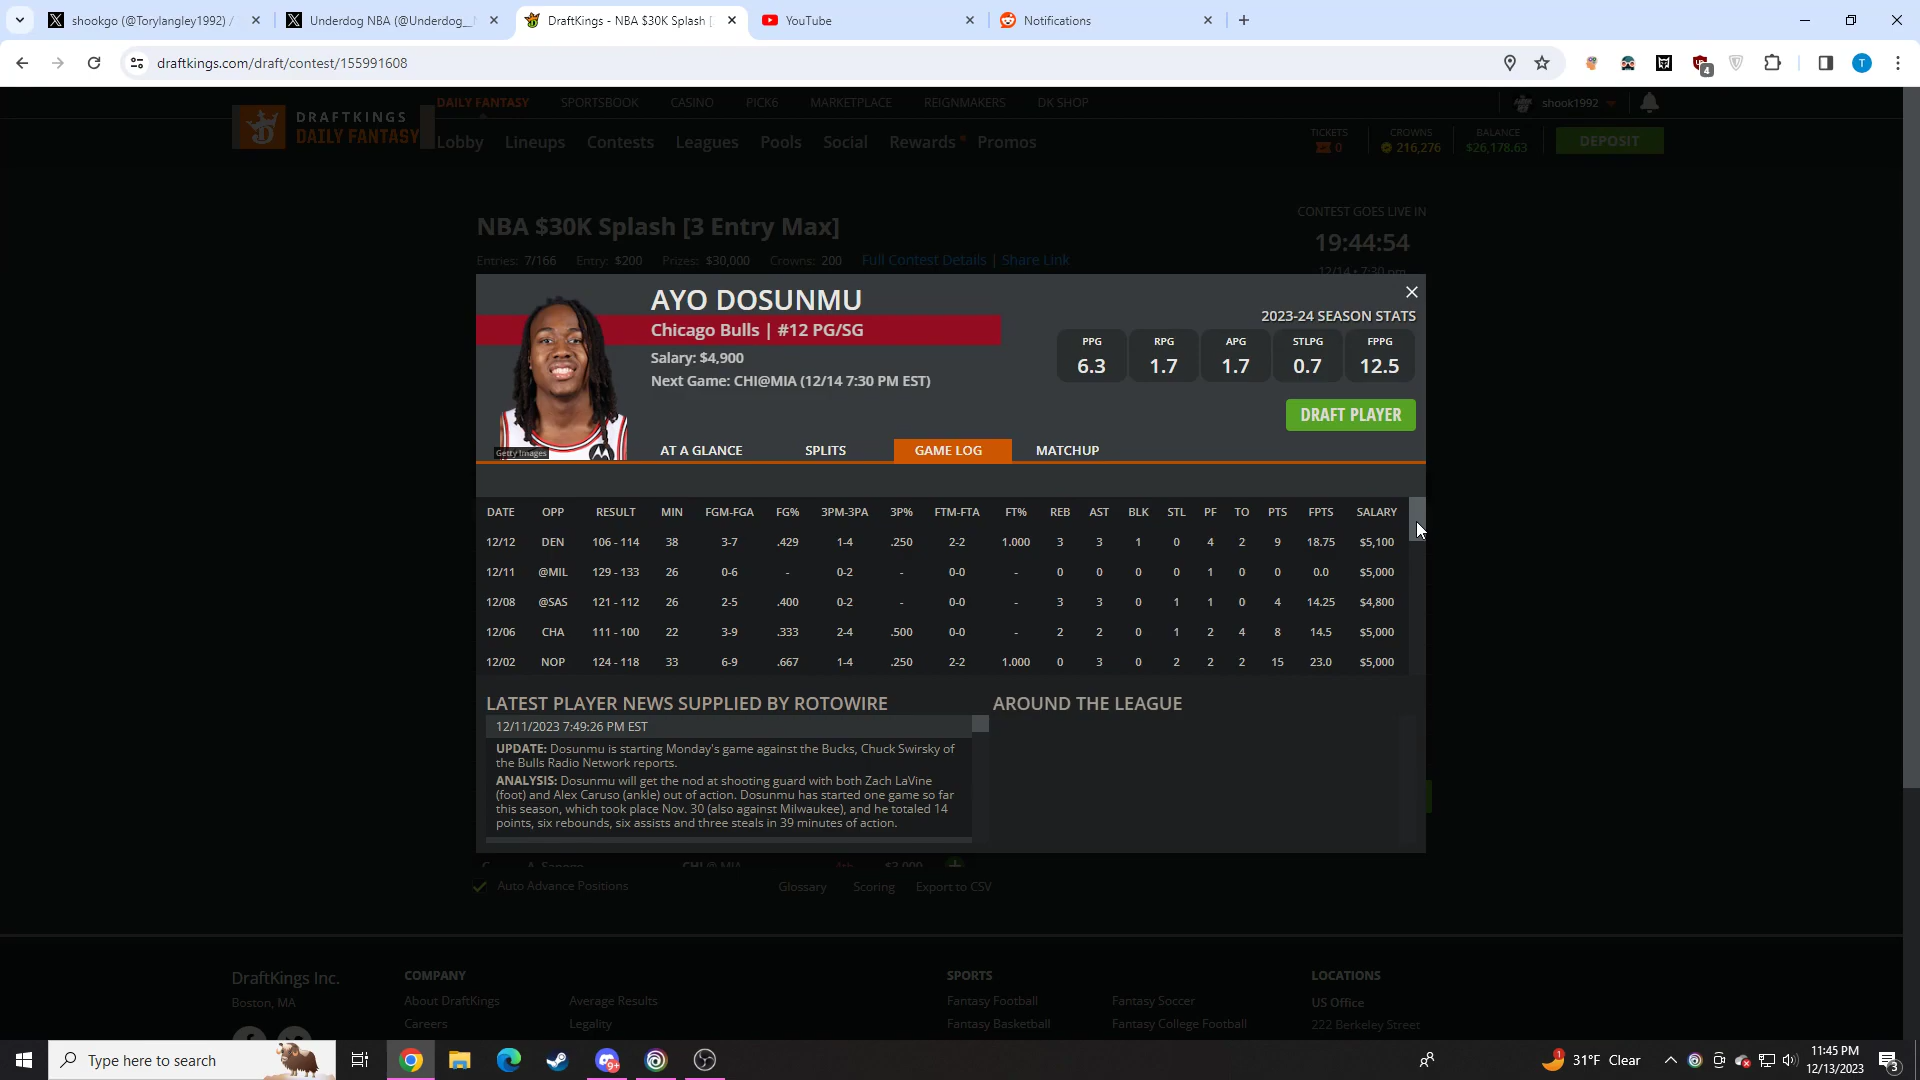 shookgo (@Torylangley1992) /
Underdog NBA (@Underdog__
DraftKings - NBA $30K Splash [3
YouTube
Notifications
draftkings.com/draft/contest/155991608
4
T
DAILY FANTASY SPORTSBOOK CASINO PICK6 MARKETPLACE REIGNMAKERS DK SHOP
shook1992
DRAFTKINGS
DAILY FANTASY
Lobby Lineups Contests Leagues Pools Social Rewards Promos
TICKETS CROWNS BALANCE
0 216,276 $26,178.63
DEPOSIT
NBA $30K Splash [3 Entry Max]
Entries: 7/166 Entry: $200 Prizes: $30,000 Crowns: 200 Full Contest Details | Share Link
CONTEST GOES LIVE IN
19:44:54
12/14 • 7:30 pm
AYO DOSUNMU
Chicago Bulls | #12 PG/SG
Salary: $4,900
Next Game: CHI@MIA (12/14 7:30 PM EST)
Getty Images
2023-24 SEASON STATS
PPG RPG APG STLPG FPPG
6.3 1.7 1.7 0.7 12.5
DRAFT PLAYER
AT A GLANCE SPLITS GAME LOG MATCHUP
DATE OPP RESULT MIN FGM-FGA FG% 3PM-3PA 3P% FTM-FTA FT% REB AST BLK STL PF TO PTS FPTS SALARY
12/12 DEN 106 - 114 38 3-7 .429 1-4 .250 2-2 1.000 3 3 1 0 4 2 9 18.75 $5,100
12/11 @MIL 129 - 133 26 0-6 - 0-2 - 0-0 - 0 0 0 0 1 0 0 0.0 $5,000
12/08 @SAS 121 - 112 26 2-5 .400 0-2 - 0-0 - 3 3 0 1 1 0 4 14.25 $4,800
12/06 CHA 111 - 100 22 3-9 .333 2-4 .500 0-0 - 2 2 0 1 2 4 8 14.5 $5,000
12/02 NOP 124 - 118 33 6-9 .667 1-4 .250 2-2 1.000 0 3 0 2 2 2 15 23.0 $5,000
LATEST PLAYER NEWS SUPPLIED BY ROTOWIRE
12/11/2023 7:49:26 PM EST
UPDATE: Dosunmu is starting Monday's game against the Bucks, Chuck Swirsky of
the Bulls Radio Network reports.
ANALYSIS: Dosunmu will get the nod at shooting guard with both Zach LaVine
(foot) and Alex Caruso (ankle) out of action. Dosunmu has started one game so far
this season, which took place Nov. 30 (also against Milwaukee), and he totaled 14
points, six rebounds, six assists and three steals in 39 minutes of action.
AROUND THE LEAGUE
C A. Sanogo CHI @ MIA 4th $3,000
Auto Advance Positions
Glossary Scoring Export to CSV
DraftKings Inc.
Boston, MA
COMPANY
About DraftKings Average Results
Careers Legality
SPORTS
Fantasy Football Fantasy Soccer
Fantasy Basketball Fantasy College Football
LOCATIONS
US Office
222 Berkeley Street
Type here to search
9+
1
31°F Clear
11:45 PM
12/13/2023
3